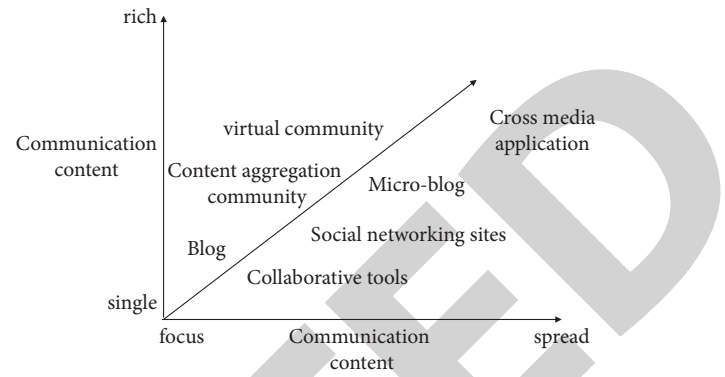 rich
Cross media
application
virtual community
Communication
content
Content aggregation
community
Micro-blog
Social networking sites
Blog
Collaborative tools
single
focus
Communication
content
spread
TED